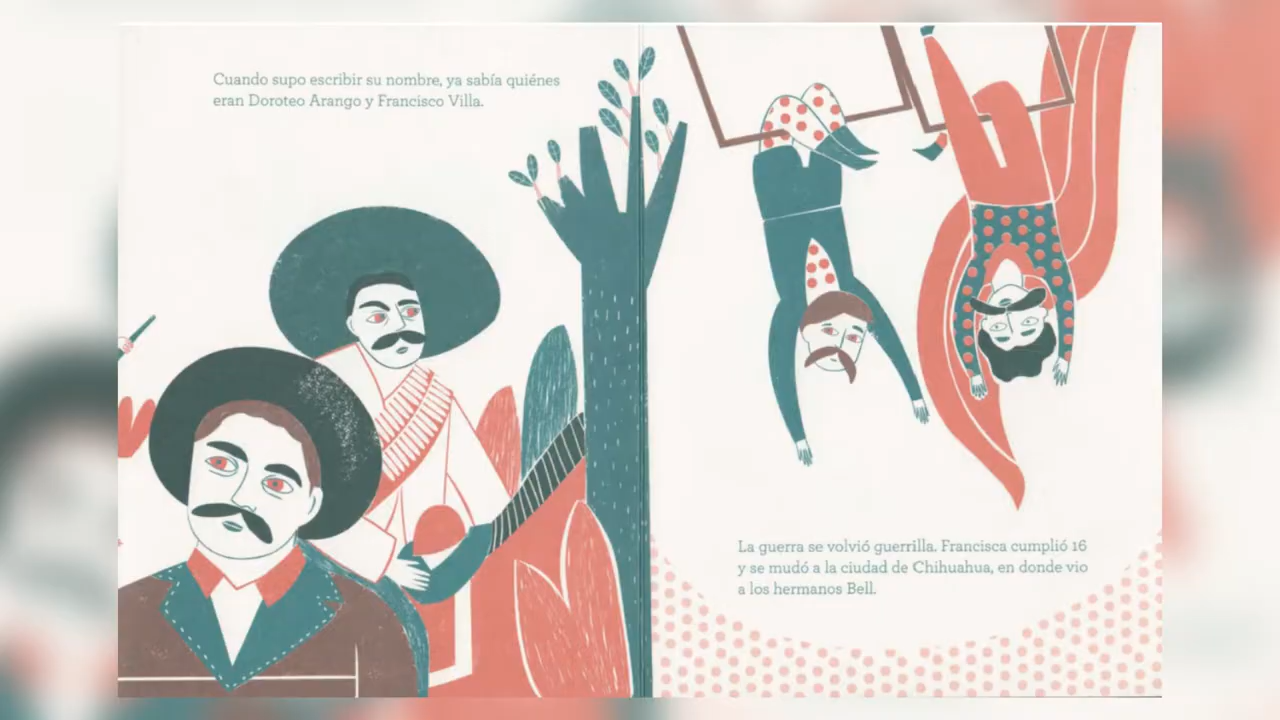 Cuando supo escribir su nombre, ya sabía quiénes
eran Doroteo Arango y Francisco Villa.
La guerra se volvió guerrilla. Francisca cumplió 16
y se mudó a la ciudad de Chihuahua, en donde vio
a los hermanos Bell.